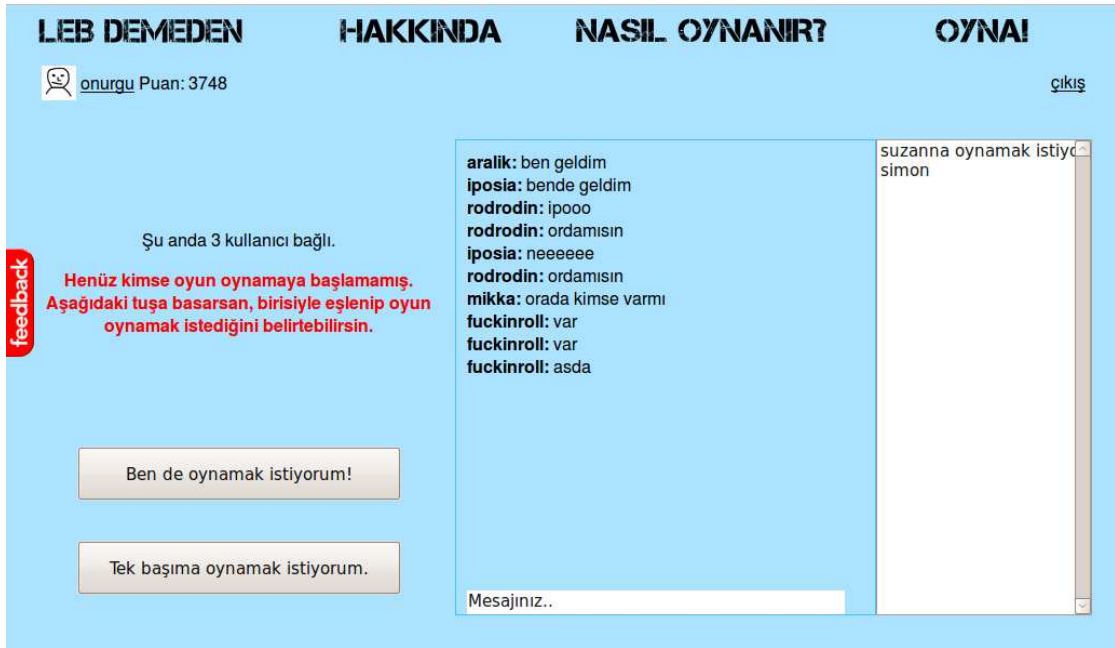 LEB DEMEDEN HAKKINDA NASIL OYNANIR? OYNA!
onurgu Puan: 3748
çıkış
feedback
Şu anda 3 kullanıcı bağlı.
Henüz kimse oyun oynamaya başlamamış.
Aşağıdaki tuşa basarsan, birisiyle eşlenip oyun
oynamak istediğini belirtebilirsin.
Ben de oynamak istiyorum!
Tek başıma oynamak istiyorum.
aralik: ben geldim
iposia: bende geldim
rodrodin: ipooo
rodrodin: ordamısın
iposia: neeeeee
rodrodin: ordamısın
mikka: orada kimse varmı
fuckinroll: var
fuckinroll: var
fuckinroll: asda
Mesajınız..
suzanna oynamak
simon